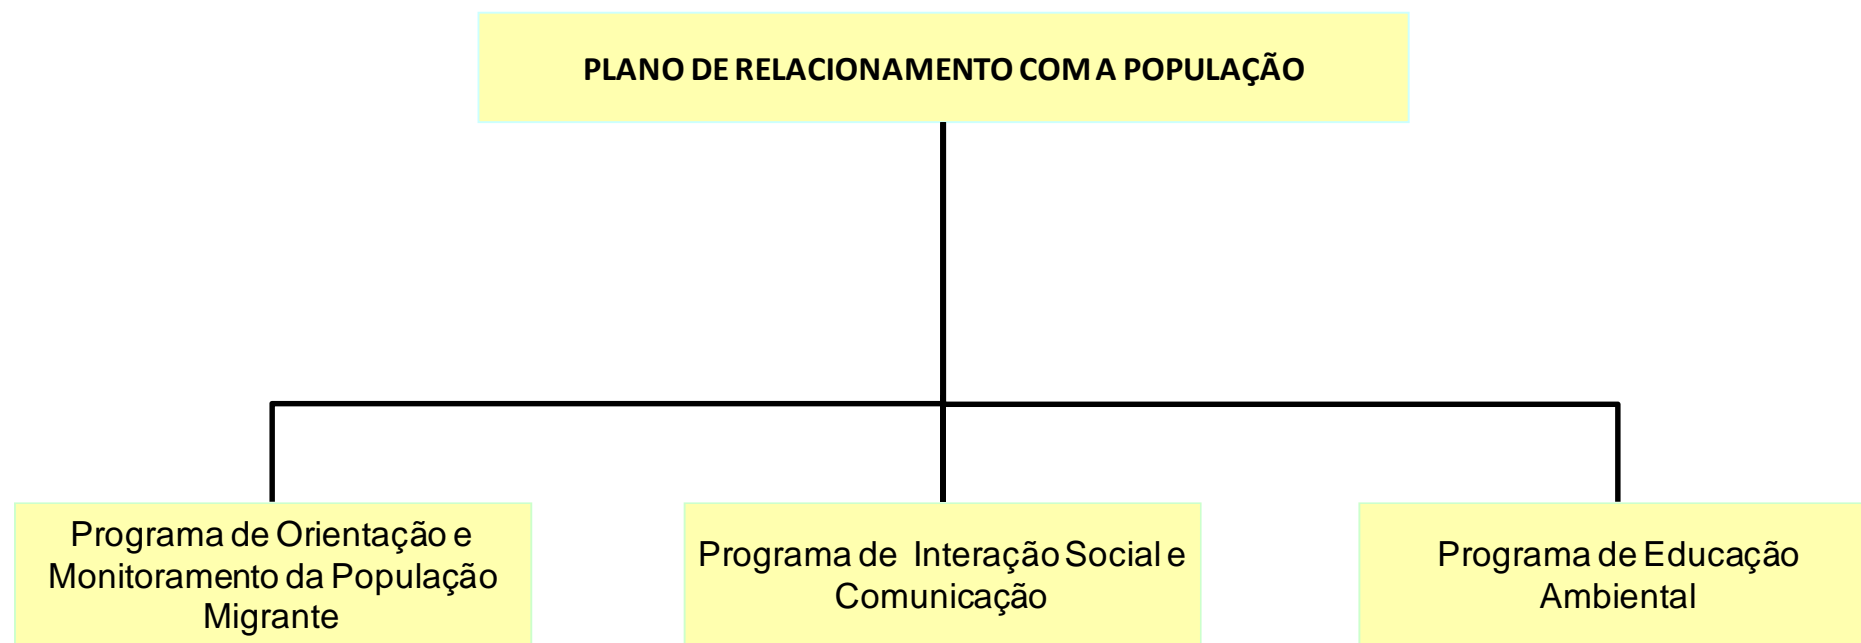 PLANO DE RELACIONAMENTO COM A POPULAÇÃO
Programa de Orientação e
Monitoramento da População
Migrante
Programa de Interação Social e
Comunicação
Programa de Educação
Ambiental